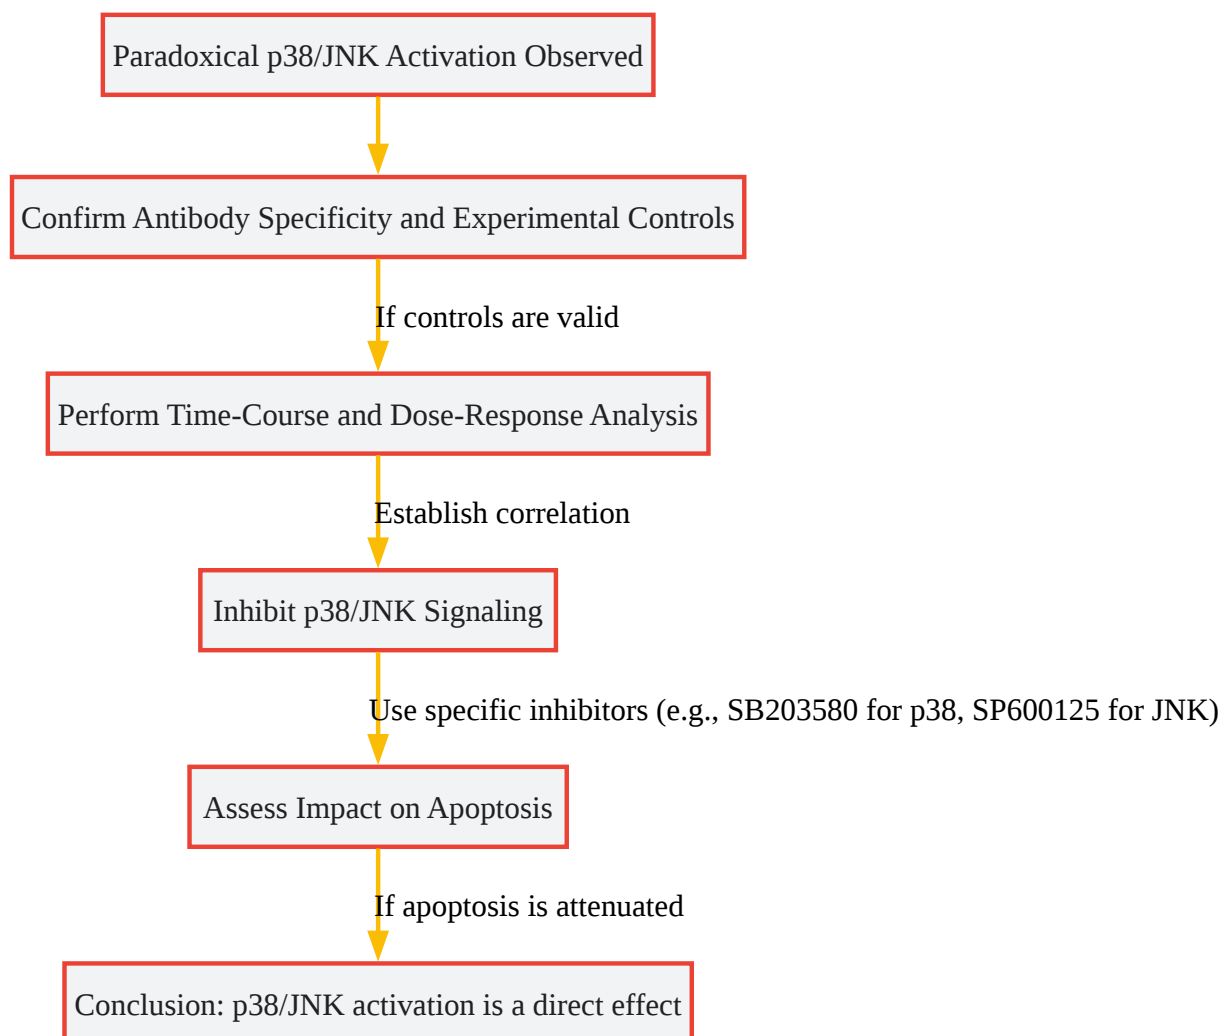 Paradoxical p38/JNK Activation Observed
Confirm Antibody Specificity and Experimental Controls
If controls are valid
Perform Time-Course and Dose-Response Analysis
Establish correlation
Inhibit p38/JNK Signaling
Use specific inhibitors (e.g., SB203580 for p38, SP600125 for JNK)
Assess Impact on Apoptosis
If apoptosis is attenuated
Conclusion: p38/JNK activation is a direct effect